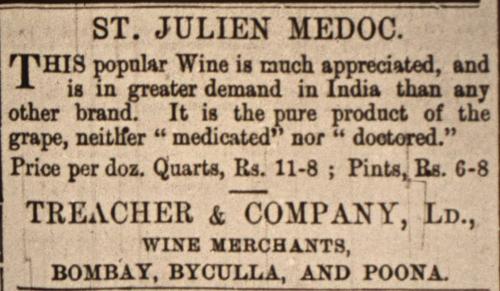 ST. JULIEN MEDOC.
THIS popular Wine is much appreciated, and
is in greater demand in India than any
other brand. It is the pure product of the
grape, neither “ medicated” nor “ doctored.”
Price per doz. Quarts, Rs. 11-8 ; Pints, Rs. 6-8
TREACHER & COMPANY, LD.,
WINE MERCHANTS,
BOMBAY, BYCULLA, AND POONA.